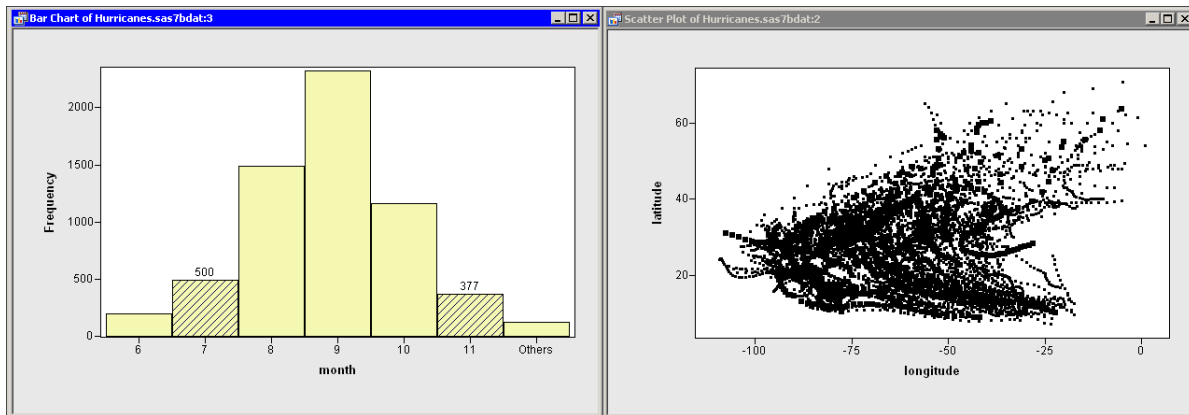 Bar Chart of Hurricanes.sas7bdat:3
2000
1500
1000
500
0
Frequency
500
377
6 7 8 9 10 11 Others
month
Scatter Plot of Hurricanes.sas7bdat:2
60
40
20
latitude
-100 -75 -50 -25 0
longitude